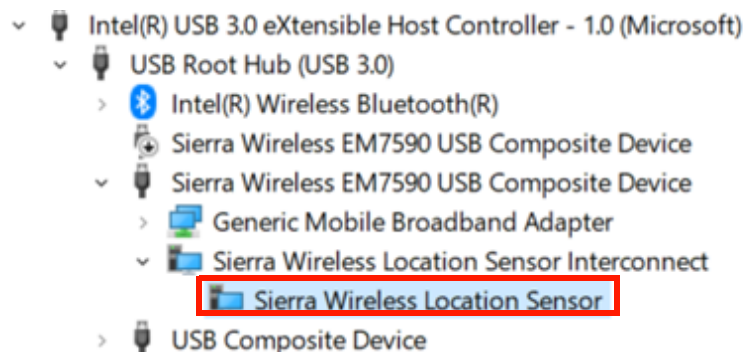 Intel(R) USB 3.0 eXtensible Host Controller - 1.0 (Microsoft)
USB Root Hub (USB 3.0)
Intel(R) Wireless Bluetooth(R)
Sierra Wireless EM7590 USB Composite Device
Sierra Wireless EM7590 USB Composite Device
Generic Mobile Broadband Adapter
Sierra Wireless Location Sensor Interconnect
Sierra Wireless Location Sensor
USB Composite Device